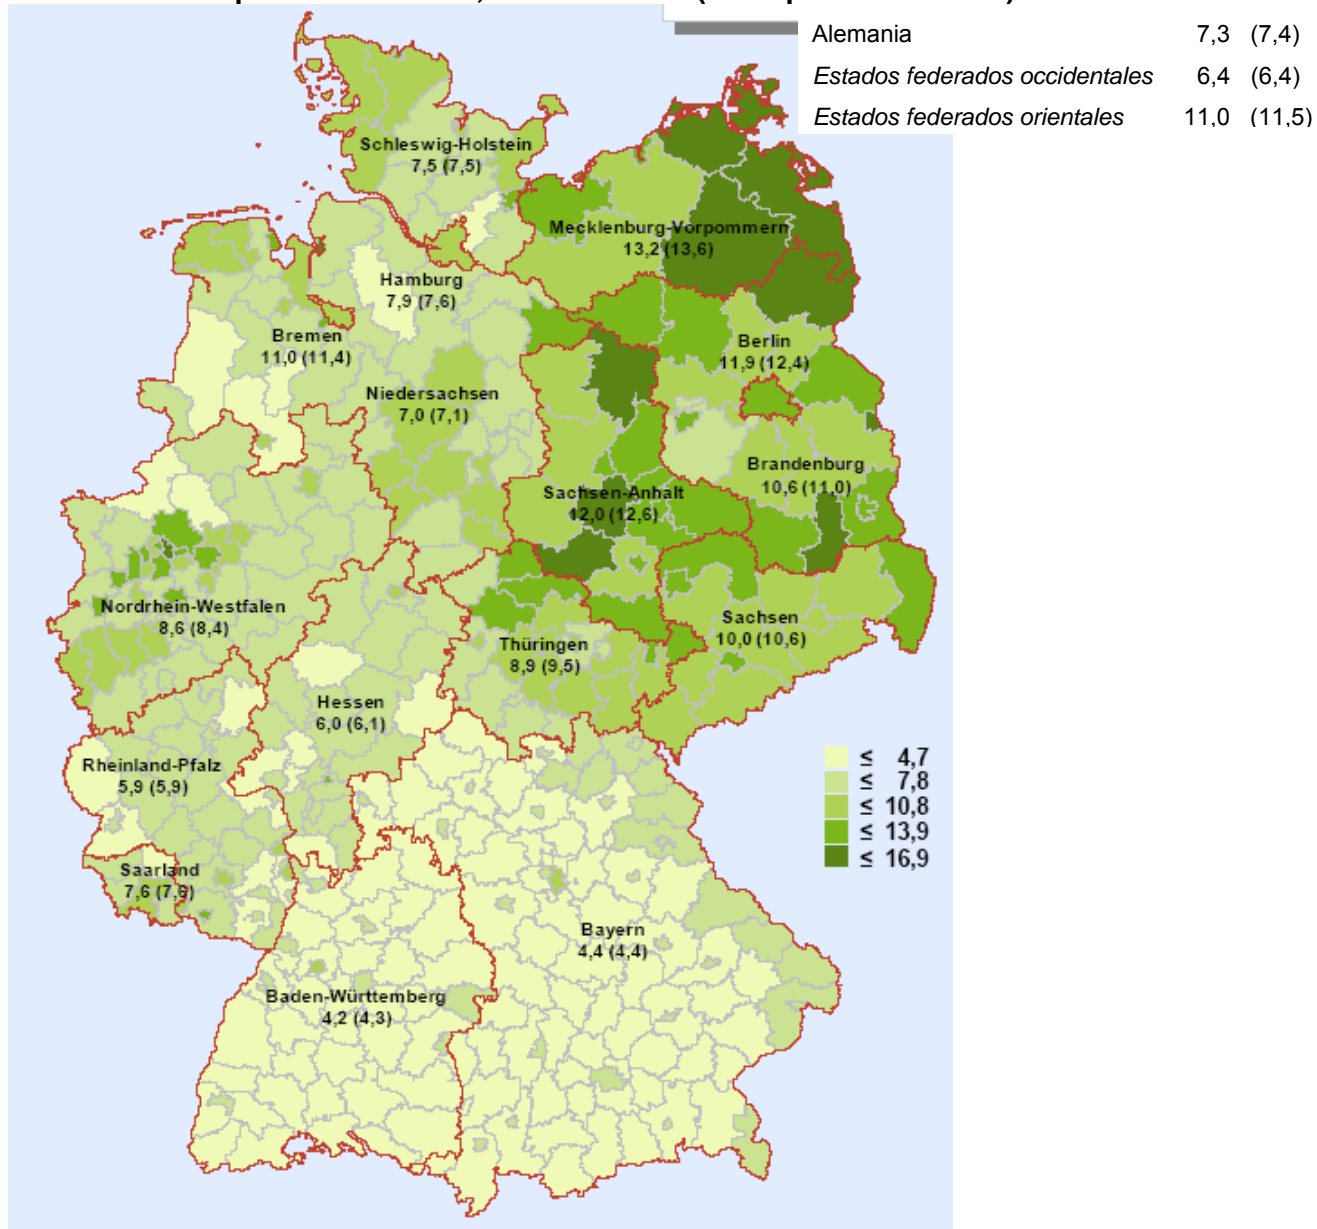 Alemania 7,3 (7,4)
Estados federados occidentales 6,4 (6,4)
Estados federados orientales 11,0 (11,5)
Schleswig-Holstein
7,5 (7,5)
Mecklenburg-Vorpommern
13,2 (13,6)
Hamburg
7,9 (7,6)
Bremen
11,0 (11,4)
Berlin
11,9 (12,4)
Niedersachsen
7,0 (7,1)
Brandenburg
10,6 (11,0)
Sachsen-Anhalt
12,0 (12,6)
Nordrhein-Westfalen
8,6 (8,4)
Sachsen
10,0 (10,6)
Thüringen
8,9 (9,5)
Hessen
6,0 (6,1)
Rheinland-Pfalz
5,9 (5,9)
≤ 4,7
≤ 7,8
≤ 10,8
≤ 13,9
≤ 16,9
Saarland
7,6 (7,6)
Bayern
4,4 (4,4)
Baden-Württemberg
4,2 (4,3)